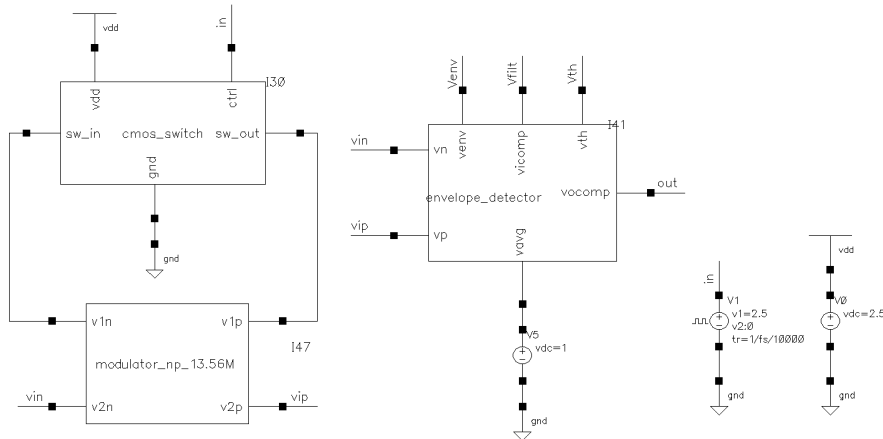 vdd
in
I30
vdd
ctrl
sw_in
cmos_switch
sw_out
gnd
gnd
v1n
v1p
I47
modulator_np_13.56M
vin
v2n
v2p
vip
Venv
Vfilt
Vth
I41
vin
vn
venv
vicomp
vth
envelope_detector
vocomp
out
vip
vp
vavg
V5
vdc=1
gnd
in
V1
v1=2.5
v2:0
tr=1/fs/10000
gnd
vdd
V0
vdc=2.5
gnd